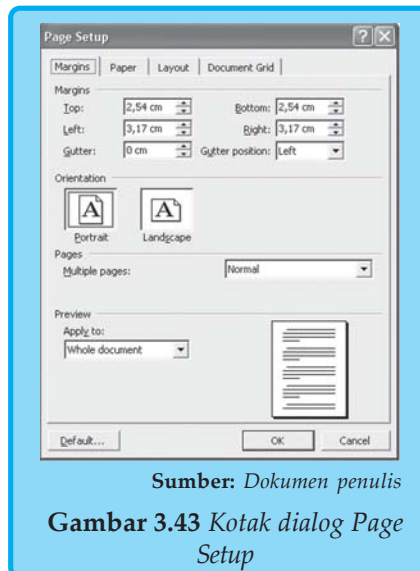 Page Setup
Margins Paper Layout Document Grid
Margins
Top: 2,54 cm Bottom: 2,54 cm
Left: 3,17 cm Right: 3,17 cm
Gutter: 0 cm Gutter position: Left
Orientation
A A
Portrait Landscape
Pages
Multiple pages: Normal
Preview
Apply to:
Whole document
Default... OK Cancel
Sumber: Dokumen penulis
Gambar 3.43 Kotak dialog Page
Setup